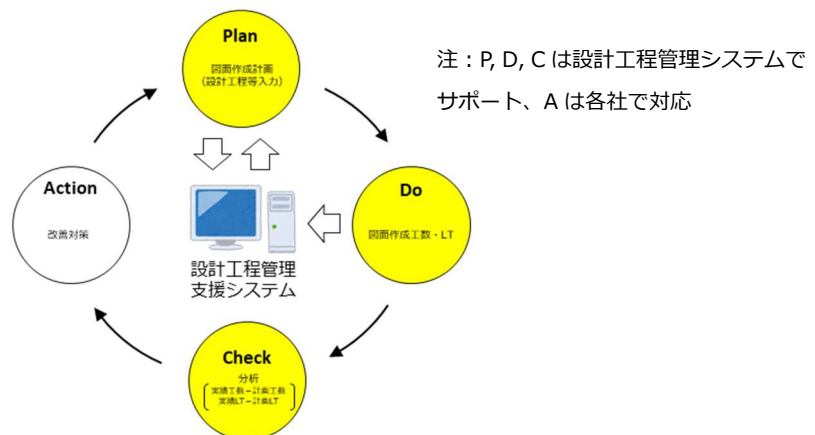 Plan
図面作成計画
(設計工程等入力)
注：P, D, C は設計工程管理システムで
サポート、A は各社で対応
Action
改善対策
Do
図面作成工数・LT
設計工程管理
支援システム
Check
分析
実績工数－計画工数
実績LT－計画LT